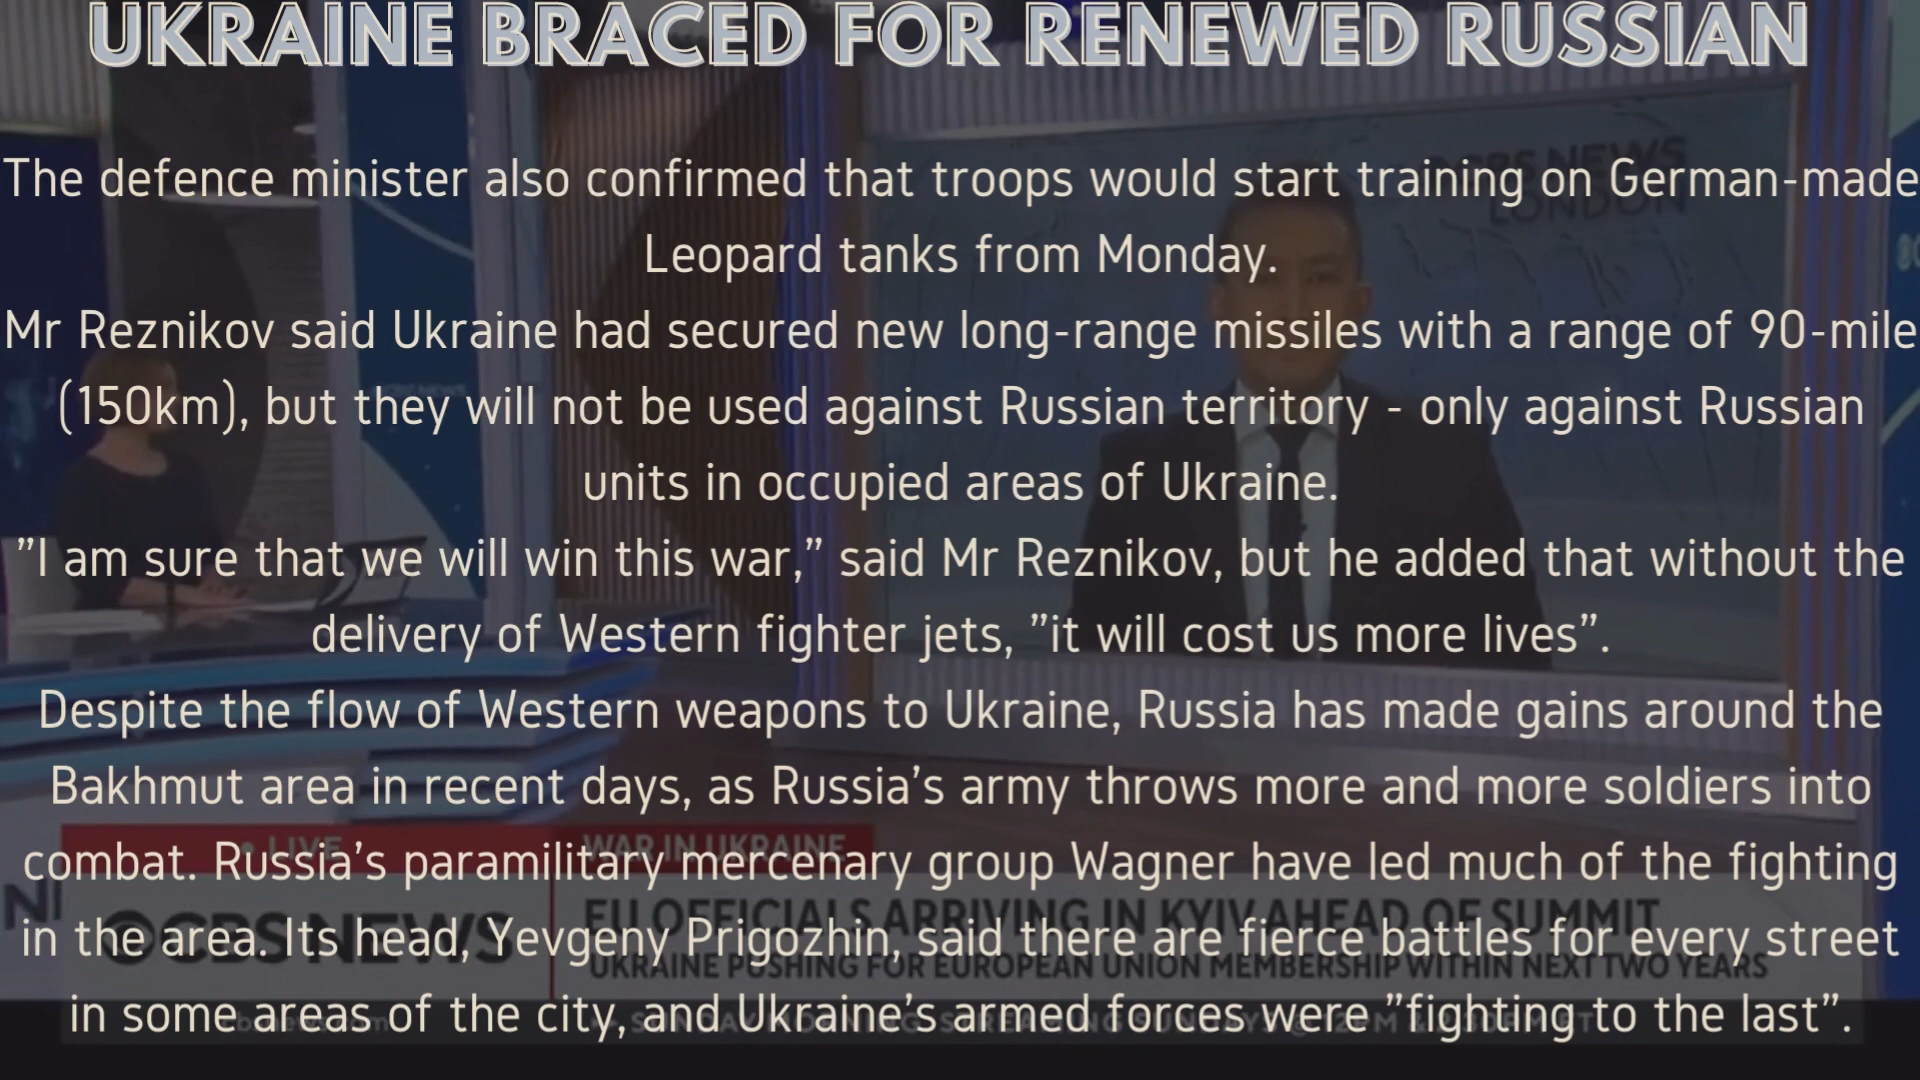 UKRAINE BRACED FOR RENEWED RUSSIAN
CBS NEWS
LONDON
The defence minister also confirmed that troops would start training on German-made
Leopard tanks from Monday.
Mr Reznikov said Ukraine had secured new long-range missiles with a range of 90-mile
(150km), but they will not be used against Russian territory - only against Russian
units in occupied areas of Ukraine.
”I am sure that we will win this war,” said Mr Reznikov, but he added that without the
delivery of Western fighter jets, ”it will cost us more lives”.
Despite the flow of Western weapons to Ukraine, Russia has made gains around the
Bakhmut area in recent days, as Russia’s army throws more and more soldiers into
combat. Russia’s paramilitary mercenary group Wagner have led much of the fighting
in the area. Its head, Yevgeny Prigozhin, said there are fierce battles for every street
in some areas of the city, and Ukraine’s armed forces were ”fighting to the last”.
LIVE
WAR IN UKRAINE
CBS NEWS
EU OFFICIALS ARRIVING IN KYIV AHEAD OF SUMMIT
UKRAINE PUSHING FOR EUROPEAN UNION MEMBERSHIP WITHIN NEXT TWO YEARS